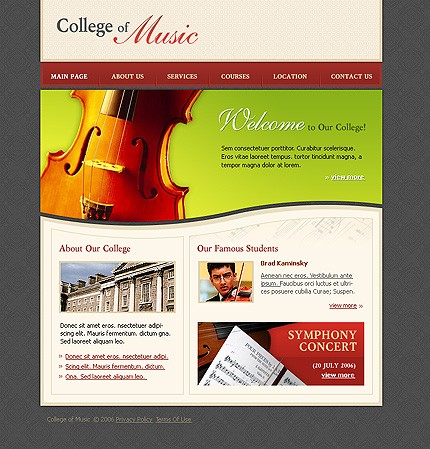 College of Music
MAIN PAGE ABOUT US SERVICES COURSES LOCATION CONTACT US
Welcome to Our College!
Sem consectetuer porttitor. Curabitur scelerisque.
Eros vitae laoreet tempus. tortor tincidunt magna, a
tempor magna dolor at lorem.
» view more
About Our College
Donec sit amet eros. nsectetuer adipi-
scing elit. Mauris fermentum. dictum gna.
Sed laoreet aliquam leo.
» Donec sit amet eros. nsectetuer adipi.
» Scing elit. Mauris fermentum. dictum.
» Ona. Sed laoreet aliquam leo.
Our Famous Students
Brad Kaminsky
Aenean nec eros. Vestibulum ante
ipsum. Faucibus orci luctus et ultri-
ces posuere cubilia Curae; Suspen.
view more »
SYMPHONY
CONCERT
(20 JULY 2006)
view more
College of Music © 2006 Privacy Policy Terms Of Use